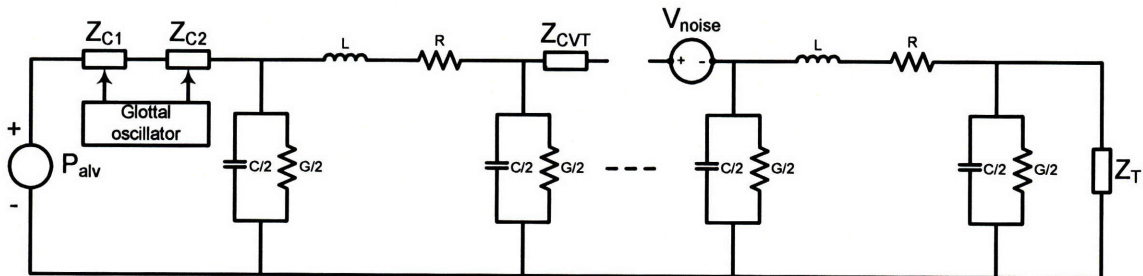 Z_C1
Z_C2
L
R
Z_CVT
V_noise
L
R
Glottal
oscillator
+
P_alv
-
+ -
C/2
G/2
C/2
G/2
C/2
G/2
C/2
G/2
Z_T